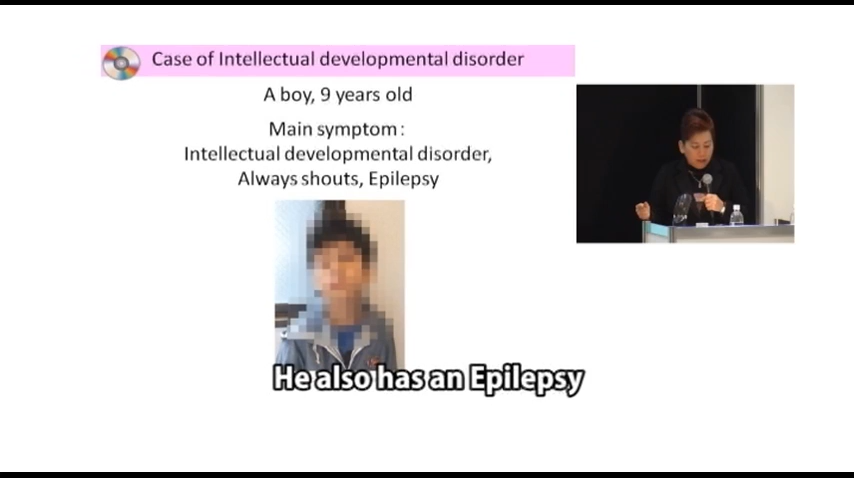 Case of Intellectual developmental disorder
A boy, 9 years old
Main symptom :
Intellectual developmental disorder,
Always shouts, Epilepsy
He also has an Epilepsy